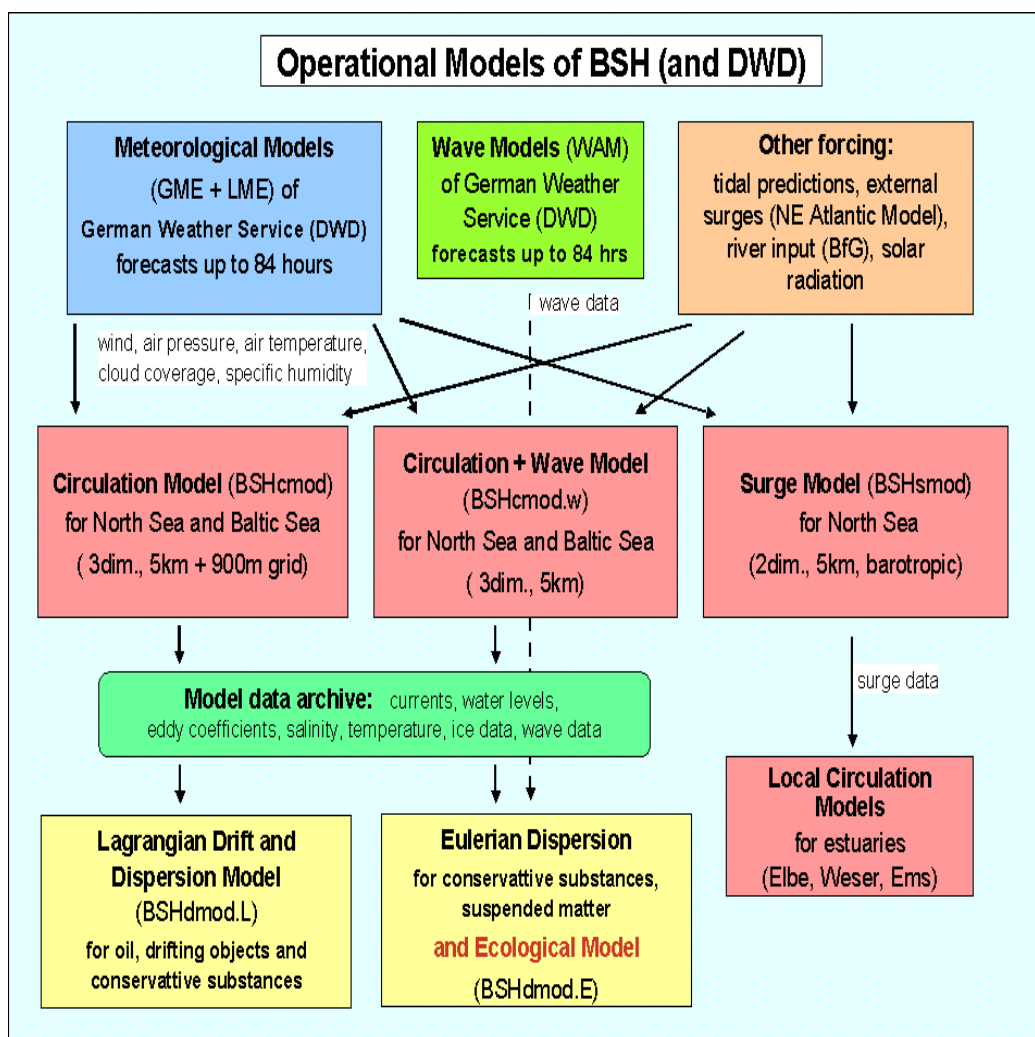 Operational Models of BSH (and DWD)
Meteorological Models
(GME + LME) of
German Weather Service (DWD)
forecasts up to 84 hours
Wave Models (WAM)
of German Weather
Service (DWD)
forecasts up to 84 hrs
Other forcing:
tidal predictions, external
surges (NE Atlantic Model),
river input (BfG), solar
radiation
wave data
wind, air pressure, air temperature,
cloud coverage, specific humidity
Circulation Model (BSHcmod)
for North Sea and Baltic Sea
( 3dim., 5km + 900m grid)
Circulation + Wave Model
(BSHcmod.w)
for North Sea and Baltic Sea
( 3dim., 5km)
Surge Model (BSHsmod)
for North Sea
(2dim., 5km, barotropic)
surge data
Model data archive: currents, water levels,
eddy coefficients, salinity, temperature, ice data, wave data
Lagrangian Drift and
Dispersion Model
(BSHdmod.L)
for oil, drifting objects and
conservattive substances
Eulerian Dispersion
for conservattive substances,
suspended matter
and Ecological Model
(BSHdmod.E)
Local Circulation
Models
for estuaries
(Elbe, Weser, Ems)